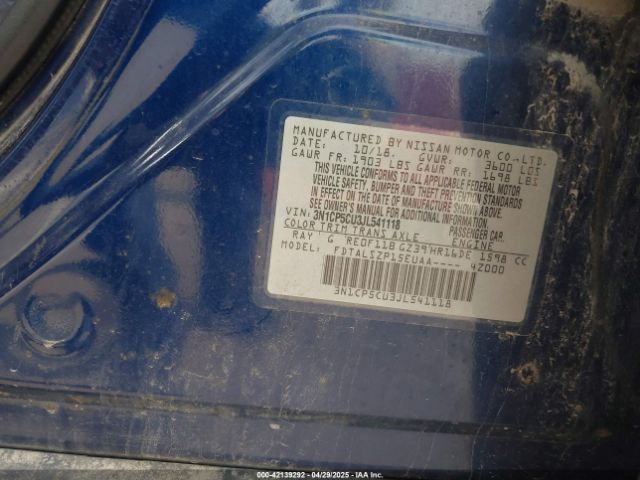 MANUFACTURED BY NISSAN MOTOR CO.,LTD.
DATE: 10/18. GVWR: 3600 LBS
GAWR FR: 1903 LBS GAWR RR: 1698 LBS
THIS VEHICLE CONFORMS TO ALL APPLICABLE FEDERAL MOTOR
VEHICLE SAFETY, BUMPER AND THEFT PREVENTION STANDARDS
IN EFFECT ON THE DATE OF MANUFACTURE SHOWN ABOVE.
SEE OWNER'S MANUAL FOR ADDITIONAL INFORMATION.
VIN: 3N1CP5CU3JL541118 PASSENGER CAR.
COLOR TRIM TRANS AXLE ENGINE
RAY G RE0F11B GZ39 HR16DE 1598 CC
MODEL: FDTALSZP15EUAA---- 4Z000
3N1CP5CU3JL541118
000-42139292 - 04/29/2025 - IAA Inc.